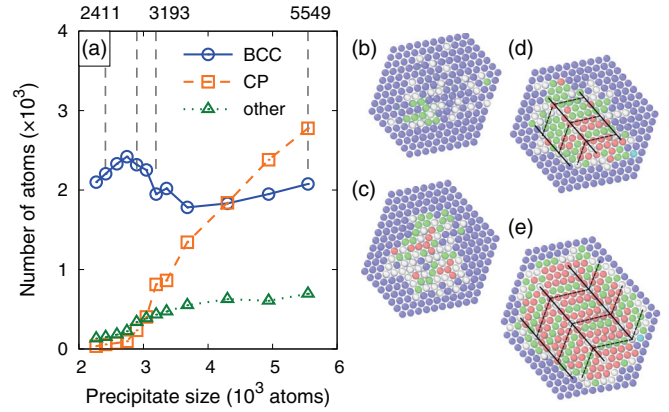 2411 3193 5549
(a)
BCC
CP
other
Number of atoms (×10³)
4
3
2
1
0
2 3 4 5 6
Precipitate size (10³ atoms)
(b)
(c)
(d)
(e)